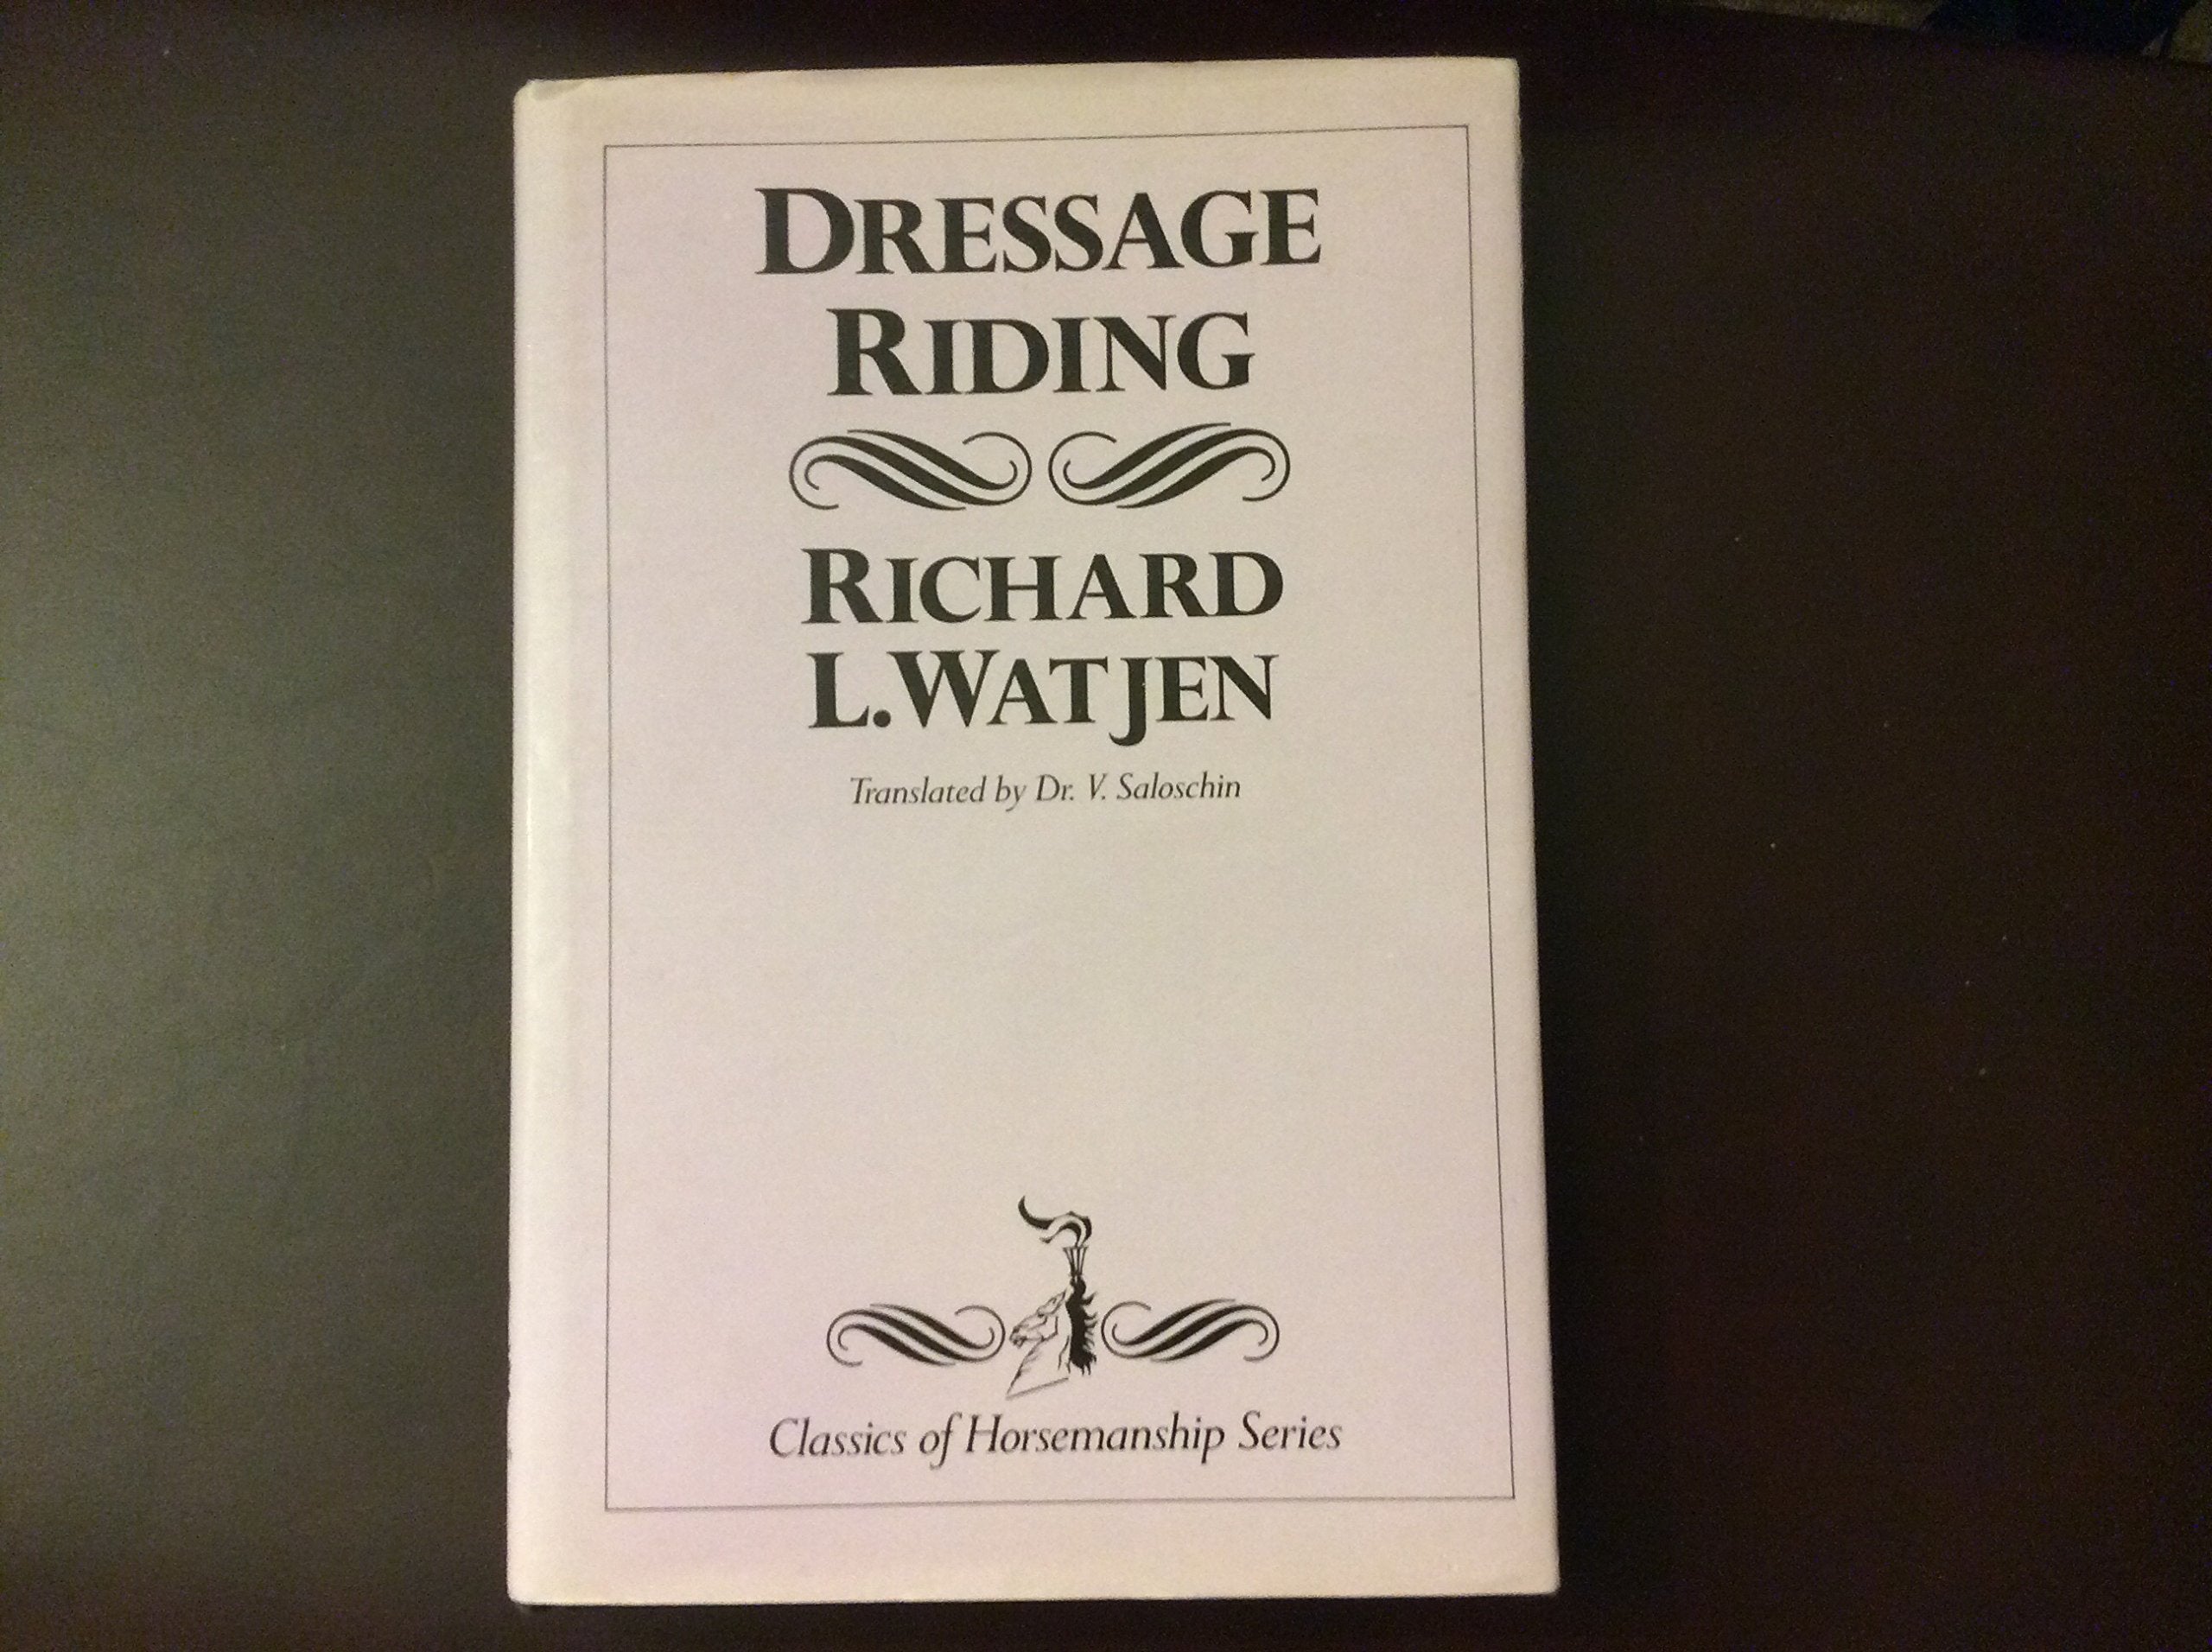 DRESSAGE
RIDING
RICHARD
L. WATJEN
Translated by Dr. V. Saloschin
Classics of Horsemanship Series